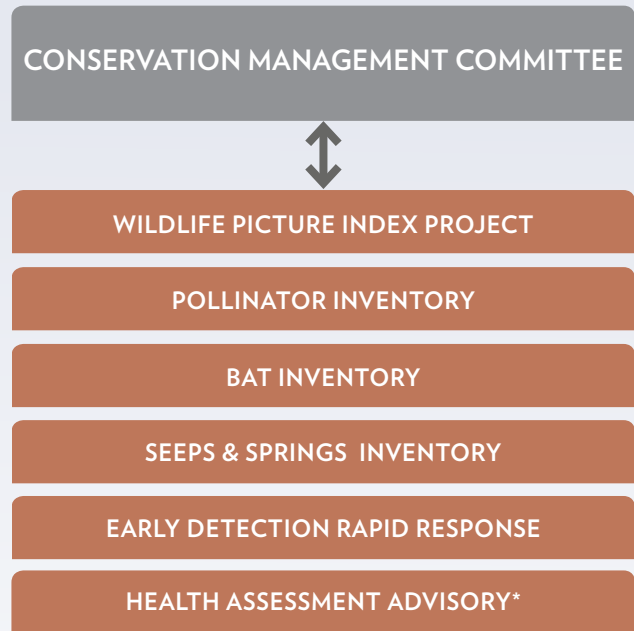 CONSERVATION MANAGEMENT COMMITTEE
WILDLIFE PICTURE INDEX PROJECT
POLLINATOR INVENTORY
BAT INVENTORY
SEEPS & SPRINGS INVENTORY
EARLY DETECTION RAPID RESPONSE
HEALTH ASSESSMENT ADVISORY*